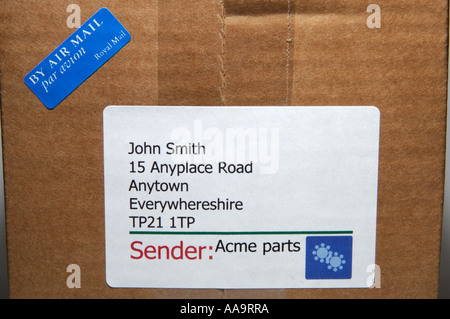 BY AIR MAIL
par avion
Royal Mail
John Smith
15 Anyplace Road
Anytown
Everywhereshire
TP21 1TP
Sender: Acme parts
alamy
a
a
a
a